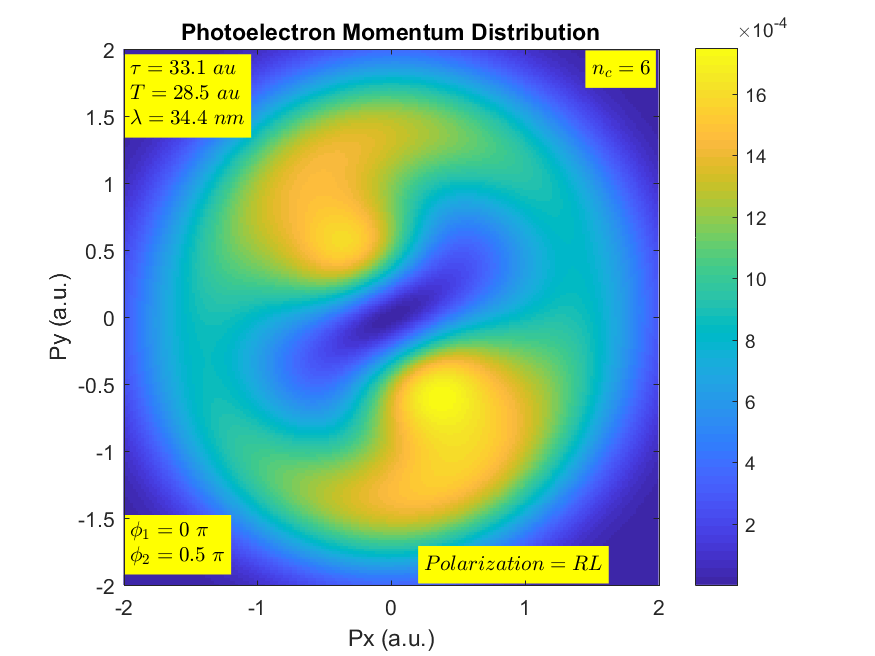 Photoelectron Momentum Distribution
×10⁻⁴
τ = 33.1 au
T = 28.5 au
λ = 34.4 nm
n_c = 6
ϕ₁ = 0 π
ϕ₂ = 0.5 π
Polarization = RL
2
1.5
1
0.5
0
-0.5
-1
-1.5
-2
Py (a.u.)
-2
-1
0
1
2
Px (a.u.)
16
14
12
10
8
6
4
2